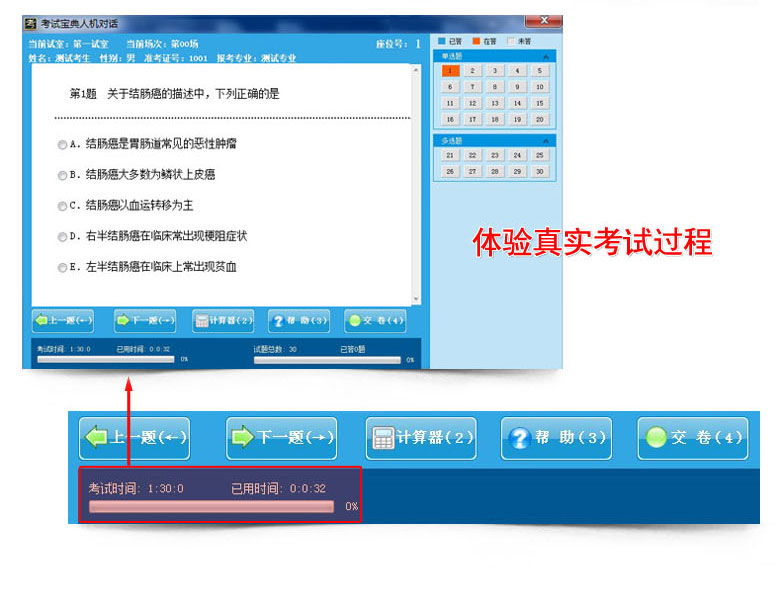 考试宝典人机对话
当前试室：第一试室 当前场次：第00场 座位号：1
姓名：测试考生 性别：男 准考证号：1001 报考专业：测试专业
已答 在答 未答
单选题
1 2 3 4 5
6 7 8 9 10
11 12 13 14 15
16 17 18 19 20
多选题
21 22 23 24 25
26 27 28 29 30
第1题 关于结肠癌的描述中，下列正确的是
A．结肠癌是胃肠道常见的恶性肿瘤
B．结肠癌大多数为鳞状上皮癌
C．结肠癌以血运转移为主
D．右半结肠癌在临床常出现梗阻症状
E．左半结肠癌在临床上常出现贫血
体验真实考试过程
上一题(←) 下一题(→) 计算器(2) 帮 助(3) 交 卷(4)
考试时间：1:30:0 已用时间：0:0:32 试题总数：30 已答0题
0% 0%
上一题(←) 下一题(→) 计算器(2) 帮 助(3) 交 卷(4)
考试时间：1:30:0 已用时间：0:0:32
0%